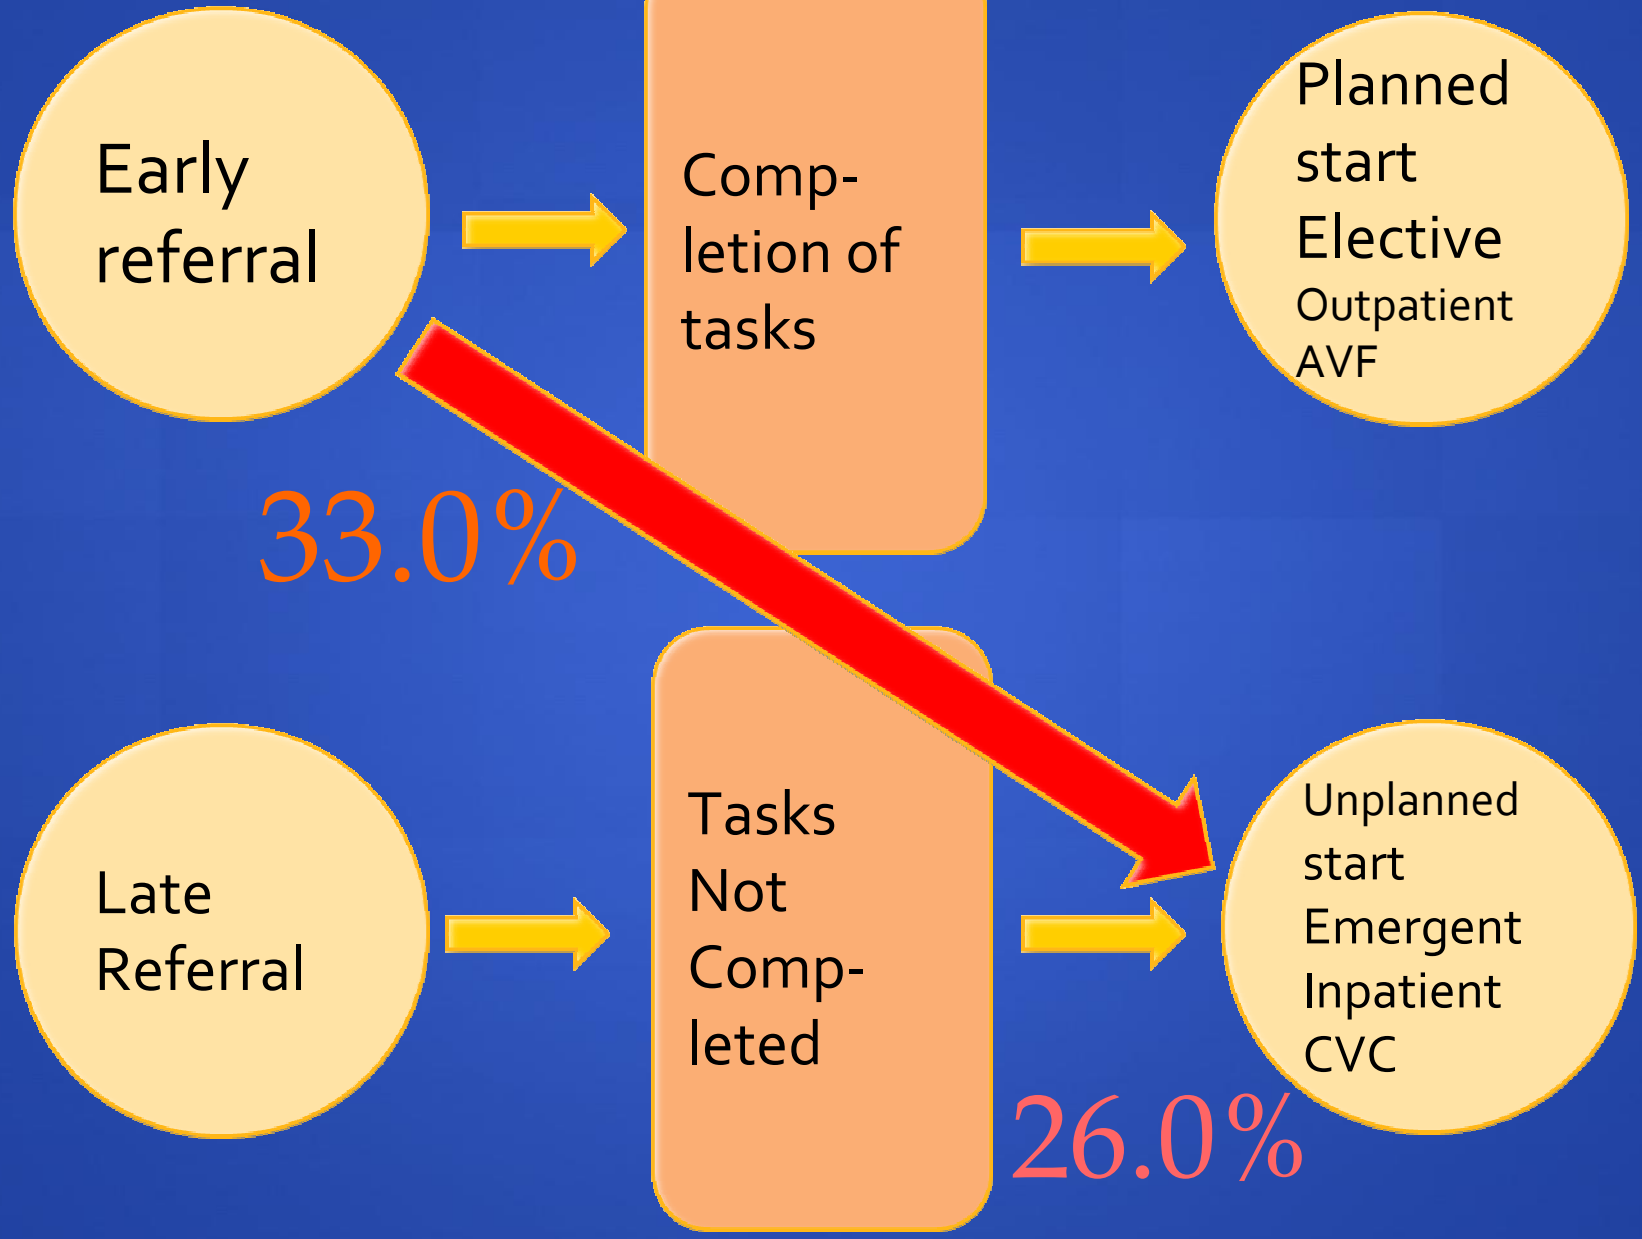 Early
referral
Comp-
letion of
tasks
Planned
start
Elective
Outpatient
AVF
33.0%
Late
Referral
Tasks
Not
Comp-
leted
Unplanned
start
Emergent
Inpatient
CVC
26.0%